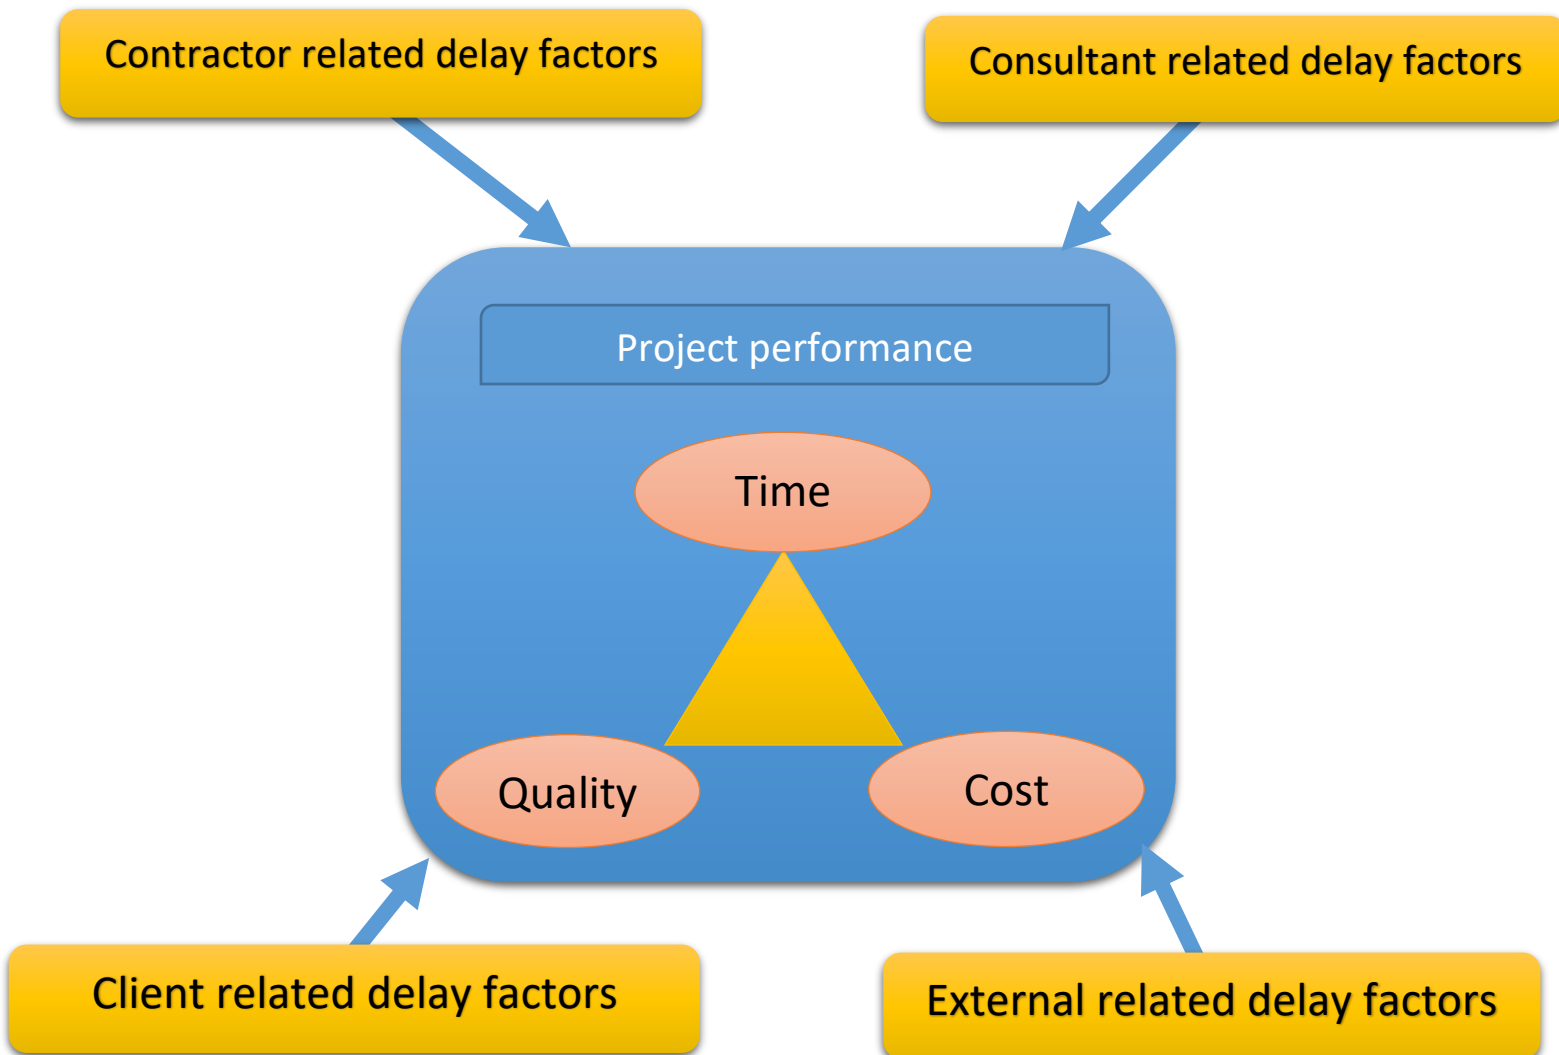 Contractor related delay factors
Consultant related delay factors
Project performance
Time
Quality
Cost
Client related delay factors
External related delay factors